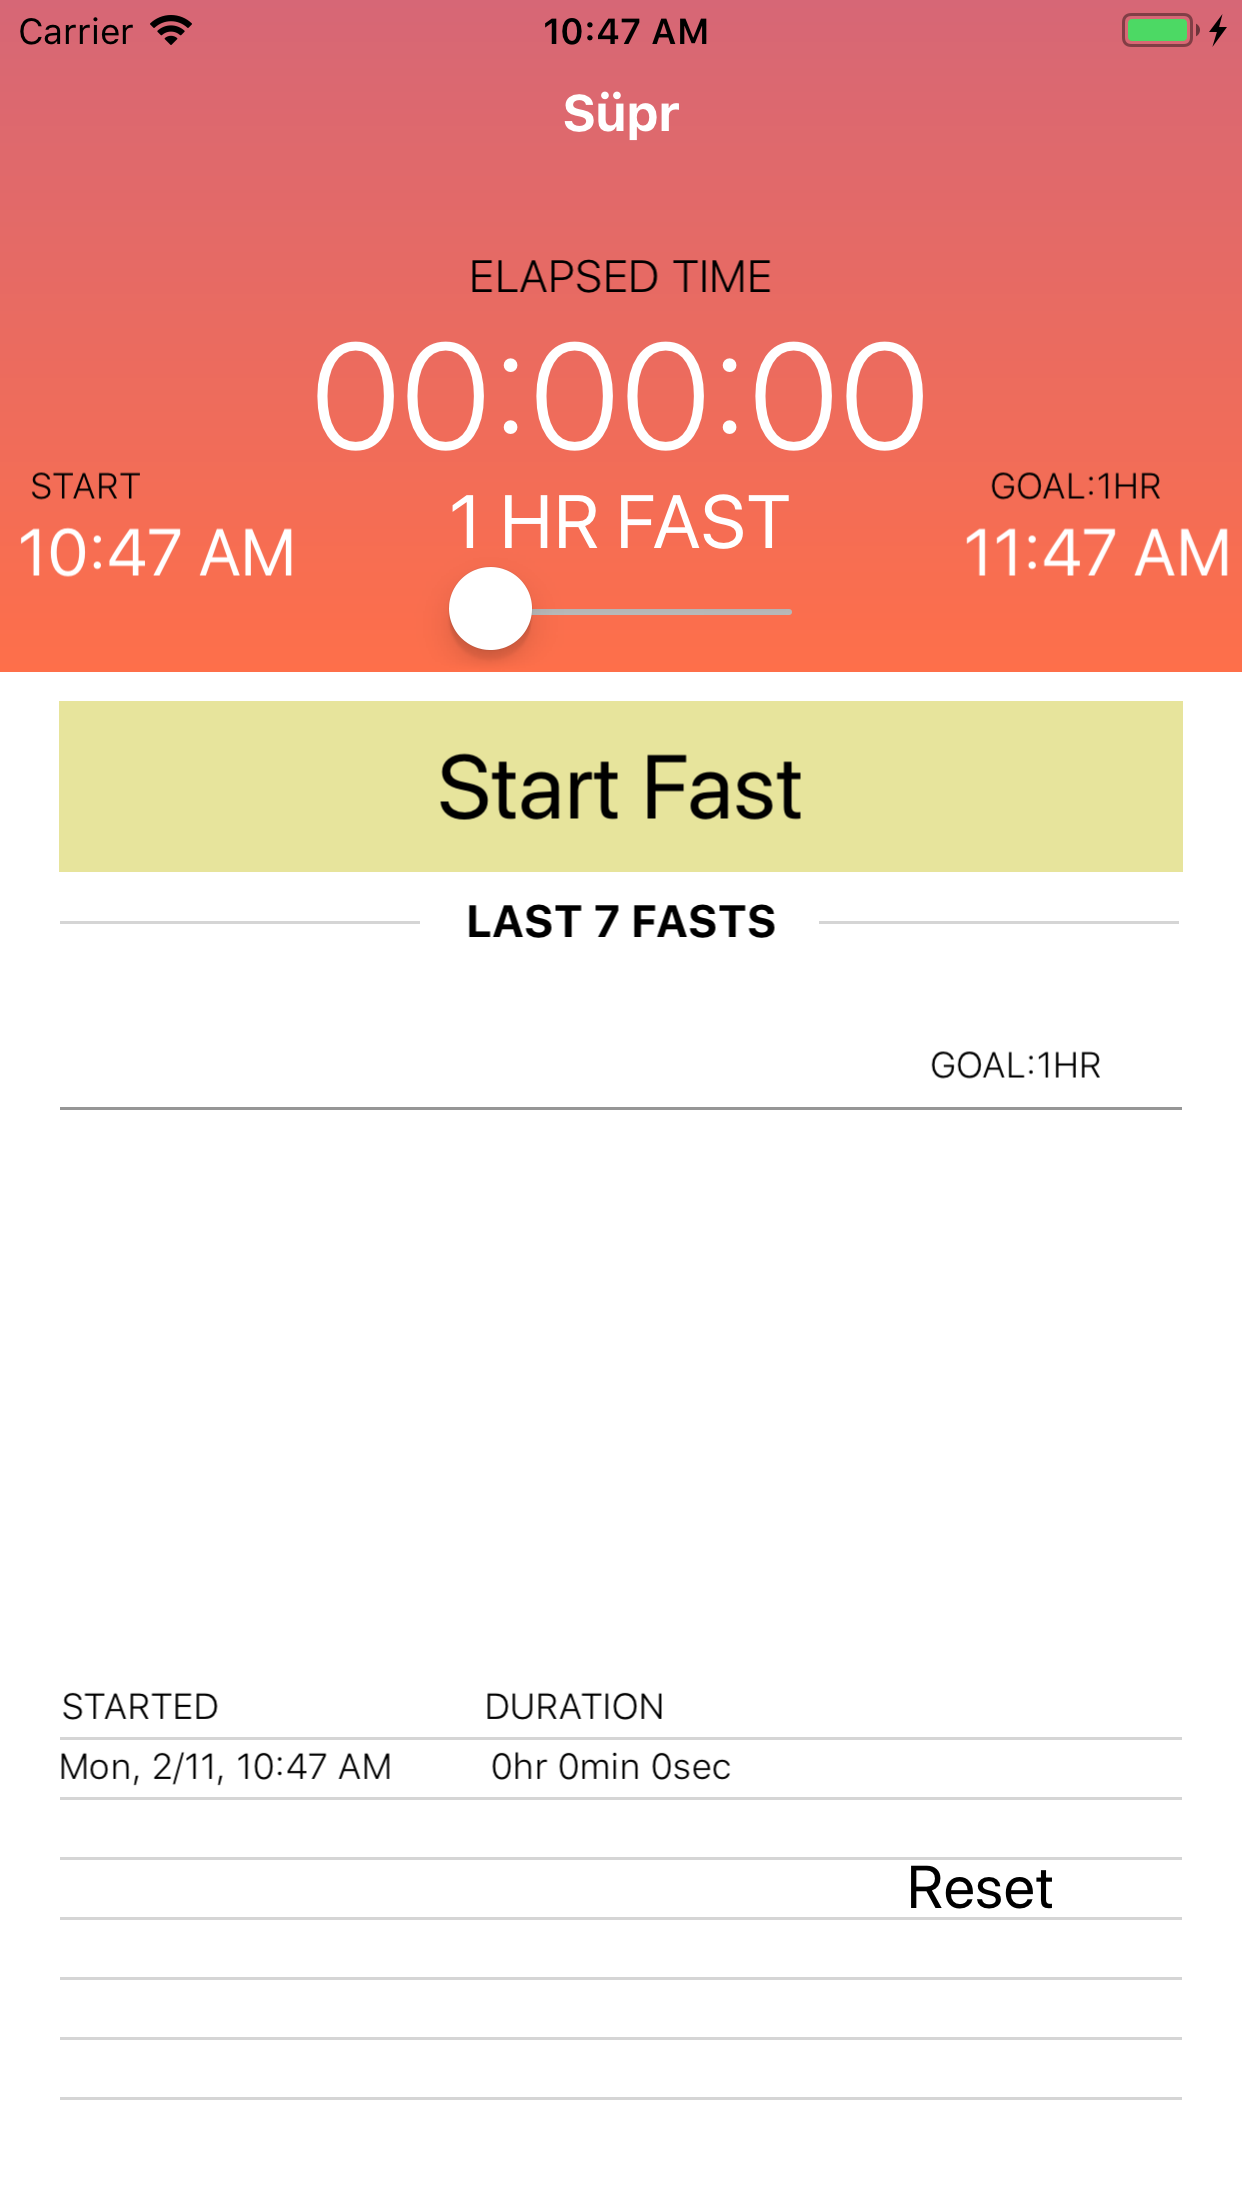 Carrier 10:47 AM
Süpr
ELAPSED TIME
00:00:00
START
GOAL:1HR
10:47 AM
1 HR FAST
11:47 AM
Start Fast
LAST 7 FASTS
GOAL:1HR
STARTED DURATION
Mon, 2/11, 10:47 AM 0hr 0min 0sec
Reset